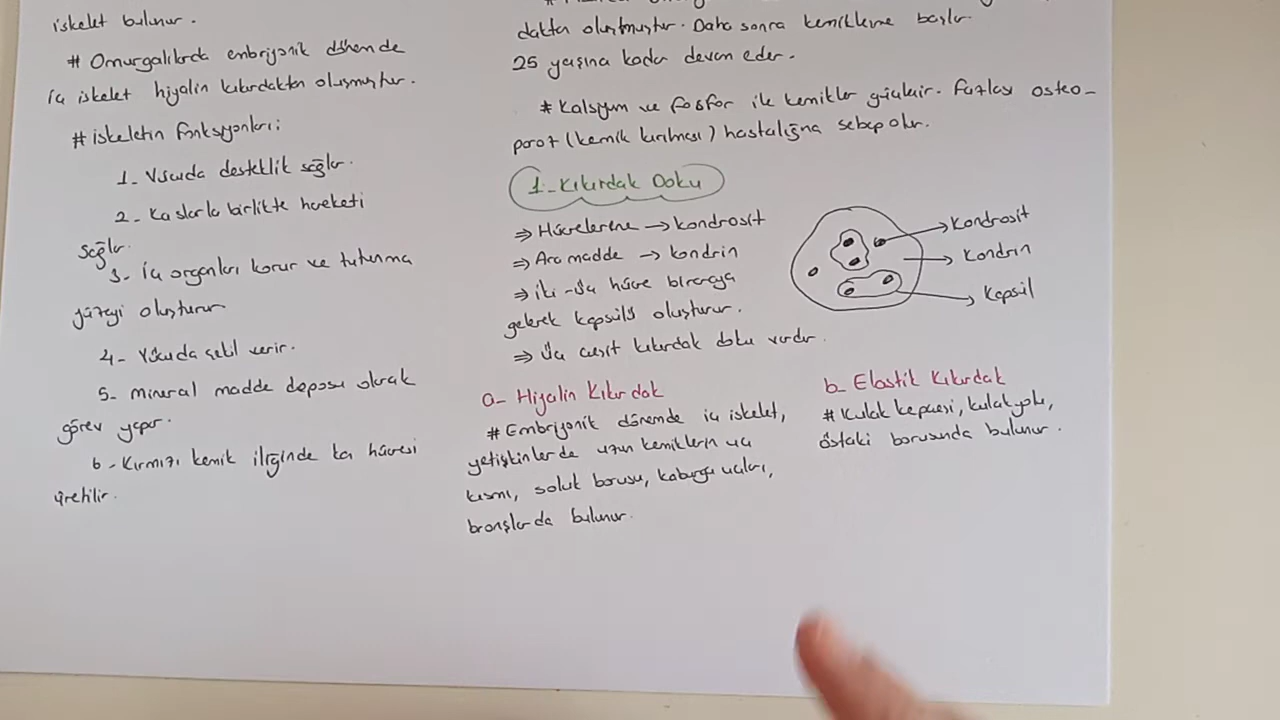 iskelet bulunur.
# Omurgalılarda embriyonik dönemde
iç iskelet hiyalin kıkırdaktan oluşmuştur.
# iskeletin fonksiyonları;
1- Vücuda desteklik sağlar.
2- Kaslarla birlikte hareketi
sağlar.
3- İç organları korur ve tutunma
yüzeyi oluşturur
4- Vücuda şekil verir.
5- mineral madde deposu olarak
görev yapar.
6- Kırmızı kemik iliğinde kan hücresi
üretilir.
daktan oluşmuştur. Daha sonra kemikleme başlar
25 yaşına kadar devam eder.
* Kalsiyum ve fosfor ile kemikler güçlenir. Fazlası osteo-
poroz (kemik kırılması) hastalığına sebep olur.
1- Kıkırdak Doku
⇒ Hücrelerine → kondrosit
⇒ Ara madde → kondrin
⇒ iki-üç hücre biraraya
gelerek kapsülü oluşturur.
⇒ Üç çeşit kıkırdak doku vardır.
Kondrosit
Kondrin
Kapsül
a- Hiyalin Kıkırdak
# Embriyonik dönemde iç iskelet,
yetişkinlerde uzun kemiklerin uç
kısmı, soluk borusu, kaburga uçları,
bronşlarda bulunur.
b- Elastik Kıkırdak
# Kulak kepçesi, kulak yolu,
östaki borusunda bulunur.